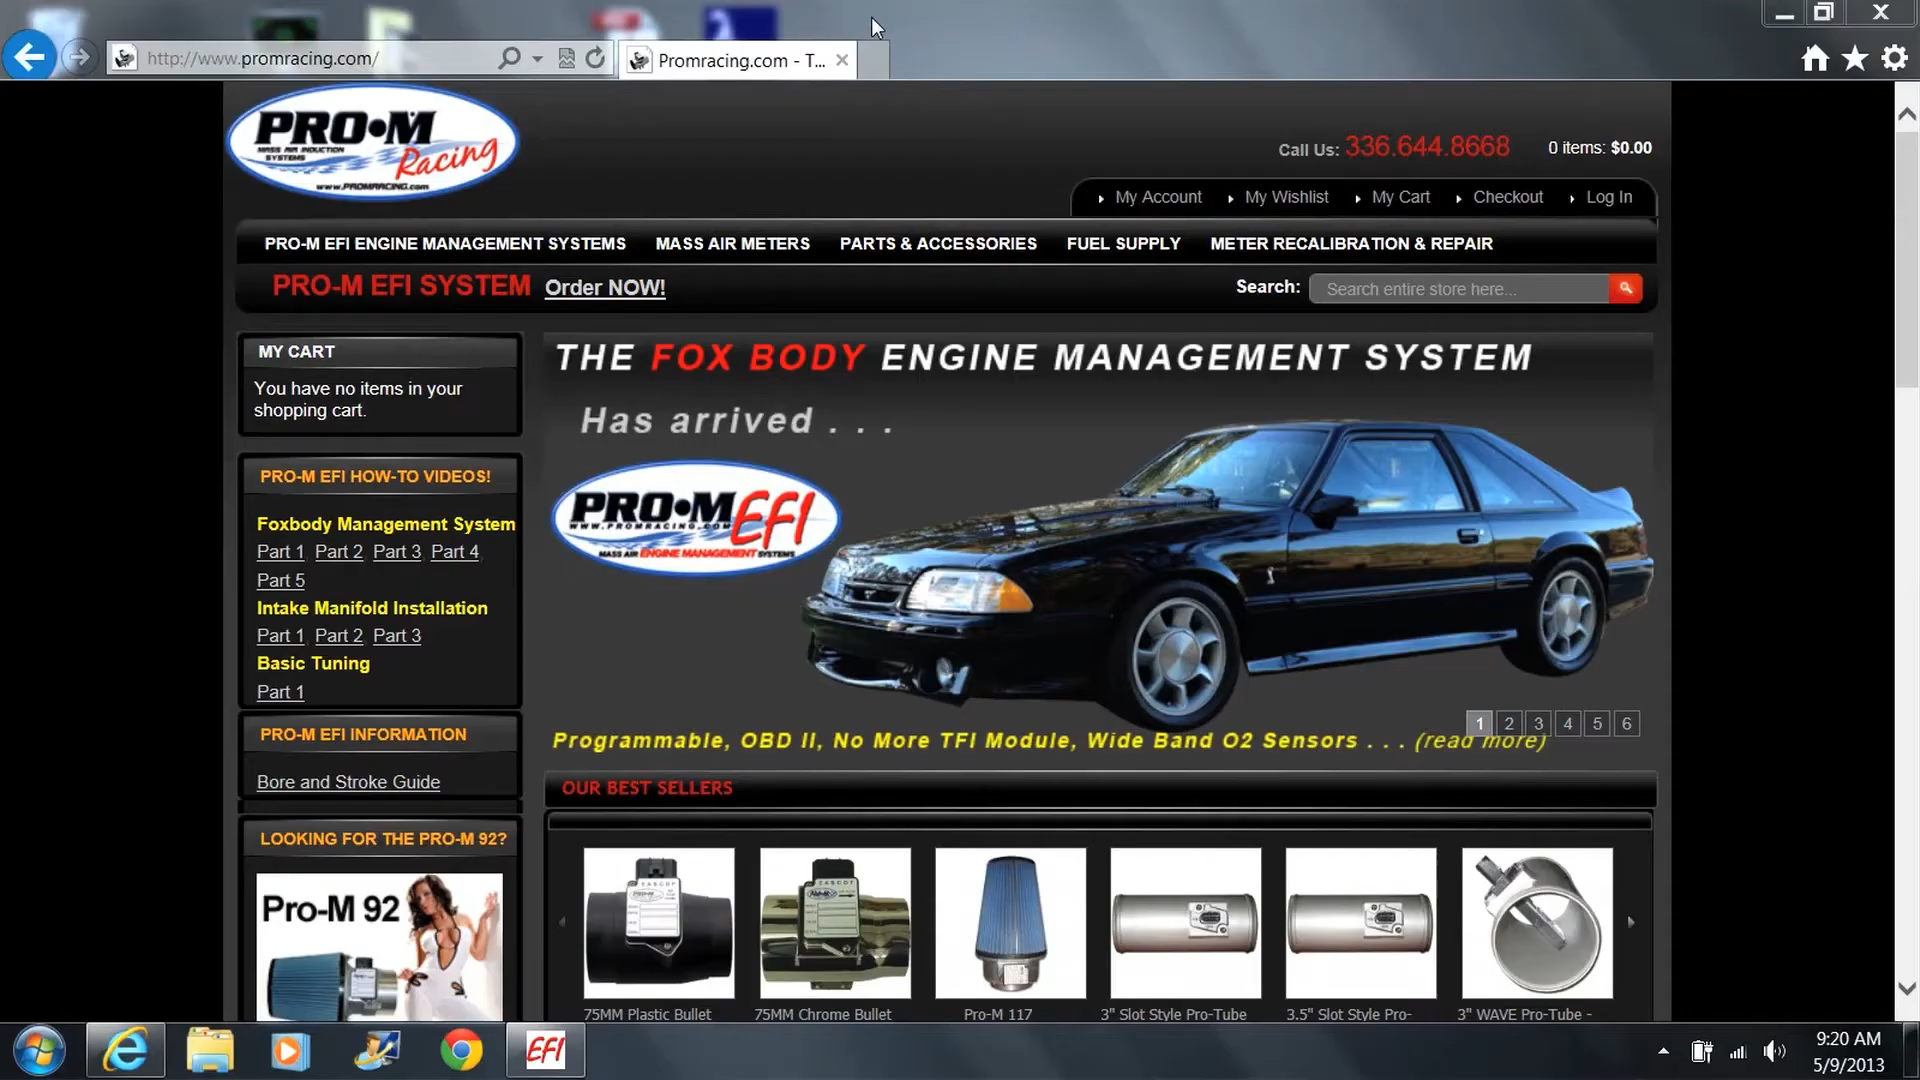 http://www.promracing.com/
Promracing.com - T...
PRO•M
MASS AIR INDUCTION
SYSTEMS
Racing
www.PROMRACING.com
Call Us: 336.644.8668
0 items: $0.00
My Account
My Wishlist
My Cart
Checkout
Log In
PRO-M EFI ENGINE MANAGEMENT SYSTEMS
MASS AIR METERS
PARTS & ACCESSORIES
FUEL SUPPLY
METER RECALIBRATION & REPAIR
PRO-M EFI SYSTEM Order NOW!
Search:
Search entire store here...
MY CART
You have no items in your
shopping cart.
PRO-M EFI HOW-TO VIDEOS!
Foxbody Management System
Part 1 Part 2 Part 3 Part 4
Part 5
Intake Manifold Installation
Part 1 Part 2 Part 3
Basic Tuning
Part 1
PRO-M EFI INFORMATION
Bore and Stroke Guide
LOOKING FOR THE PRO-M 92?
Pro-M 92
THE FOX BODY ENGINE MANAGEMENT SYSTEM
Has arrived . . .
PRO•M EFI
WWW.PROMRACING.COM
MASS AIR ENGINE MANAGEMENT SYSTEMS
1 2 3 4 5 6
Programmable, OBD II, No More TFI Module, Wide Band O2 Sensors . . . (read more)
OUR BEST SELLERS
75MM Plastic Bullet
75MM Chrome Bullet
Pro-M 117
3" Slot Style Pro-Tube
3.5" Slot Style Pro-
3" WAVE Pro-Tube -
EFI
9:20 AM
5/9/2013